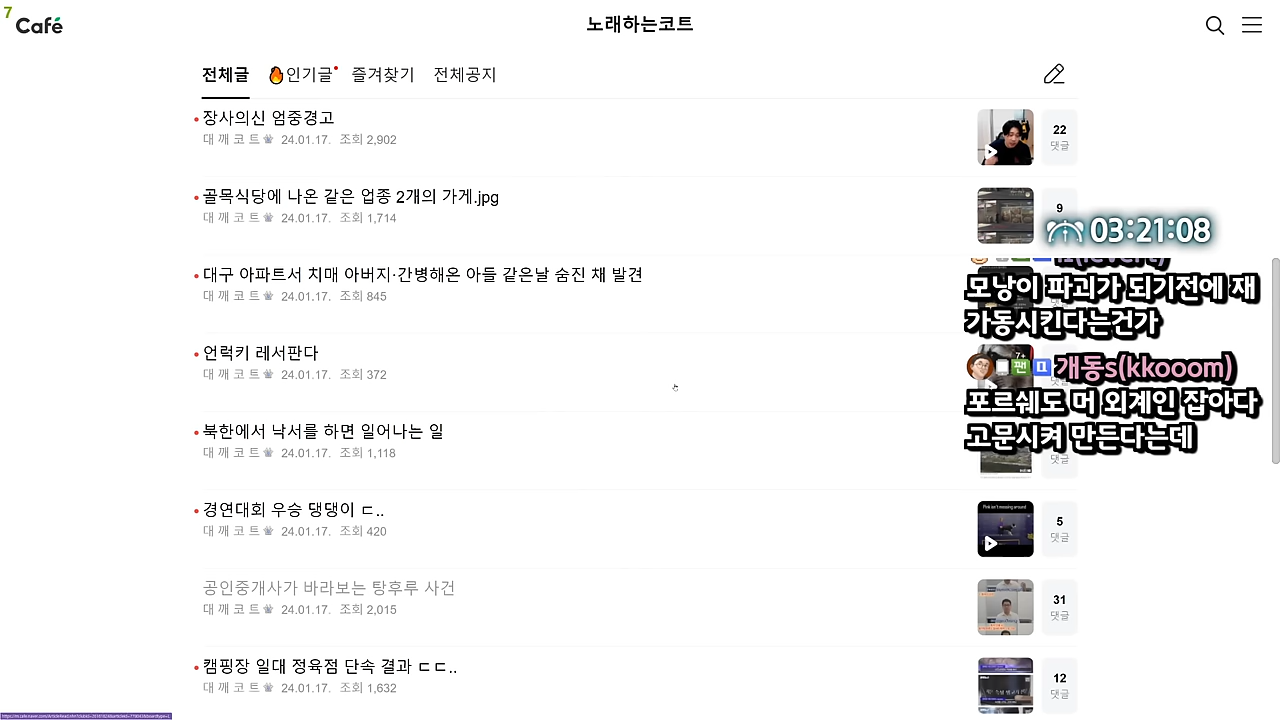 7
Café
노래하는코트
전체글 🔥인기글 즐겨찾기 전체공지
장사의신 엄중경고
대 깨 코 트 24.01.17. 조회 2,902
22
댓글
골목식당에 나온 같은 업종 2개의 가게.jpg
대 깨 코 트 24.01.17. 조회 1,714
9
03:21:08
대구 아파트서 치매 아버지·간병해온 아들 같은날 숨진 채 발견
대 깨 코 트 24.01.17. 조회 845
모낭이 파괴가 되기전에 재
가동시킨다는건가
언럭키 레서판다
대 깨 코 트 24.01.17. 조회 372
7+
팬
개동s(kkooom)
포르쉐도 머 외계인 잡아다
고문시켜 만든다는데
북한에서 낙서를 하면 일어나는 일
대 깨 코 트 24.01.17. 조회 1,118
댓글
경연대회 우승 댕댕이 ㄷ..
대 깨 코 트 24.01.17. 조회 420
Pink isn't messing around
5
댓글
공인중개사가 바라보는 탕후루 사건
대 깨 코 트 24.01.17. 조회 2,015
31
댓글
캠핑장 일대 정육점 단속 결과 ㄷㄷ..
대 깨 코 트 24.01.17. 조회 1,632
12
댓글